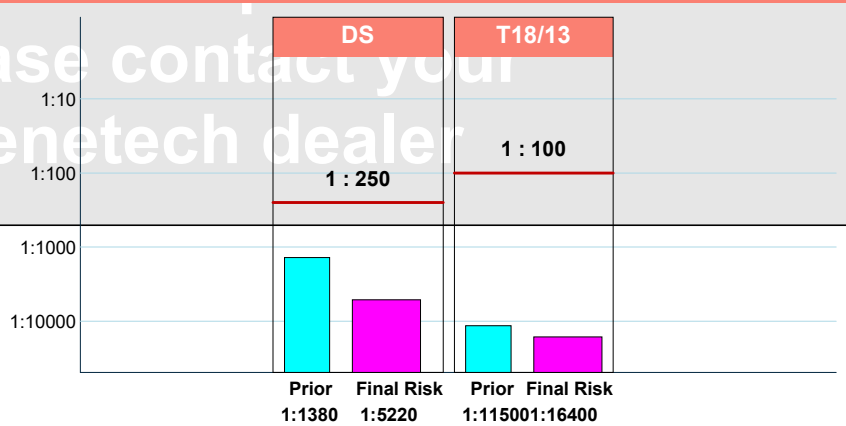 ase contact your
enetech dealer
DS
T18/13
1:10
1:100
1:1000
1:10000
1 : 250
1 : 100
Prior Final Risk Prior Final Risk
1:1380 1:5220 1:11500 1:16400